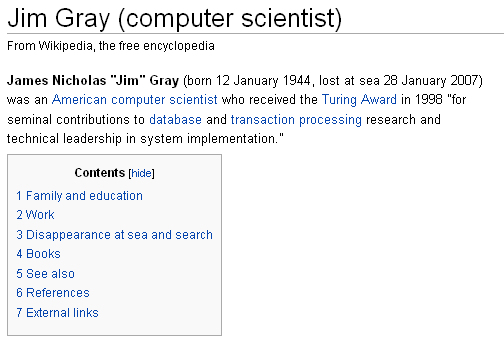 Jim Gray (computer scientist)
From Wikipedia, the free encyclopedia
James Nicholas "Jim" Gray (born 12 January 1944, lost at sea 28 January 2007)
was an American computer scientist who received the Turing Award in 1998 "for
seminal contributions to database and transaction processing research and
technical leadership in system implementation."
Contents [hide]
1 Family and education
2 Work
3 Disappearance at sea and search
4 Books
5 See also
6 References
7 External links